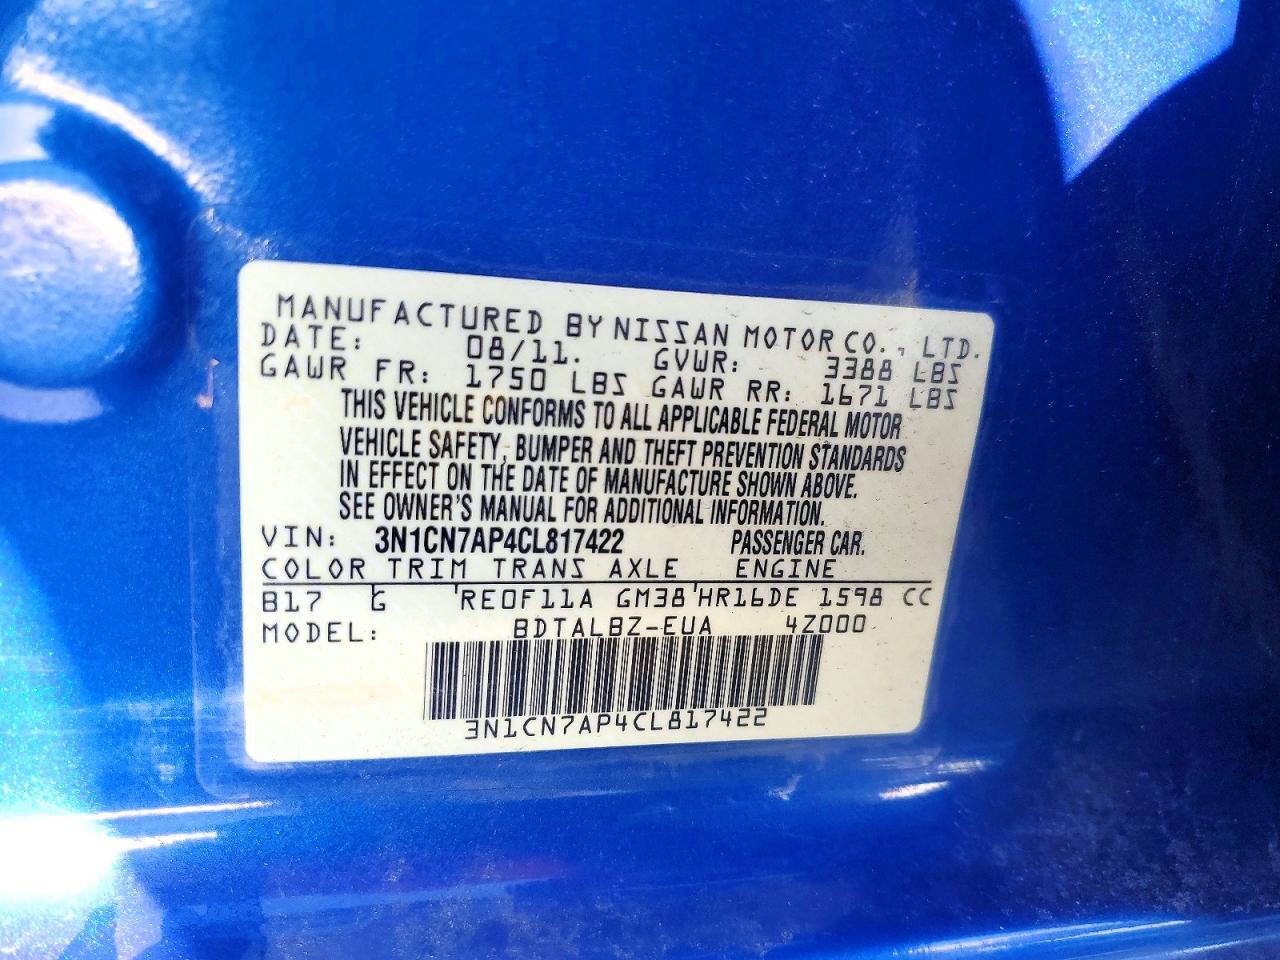 MANUFACTURED BY NISSAN MOTOR CO., LTD.
DATE: 08/11. GVWR: 3388 LBS
GAWR FR: 1750 LBS GAWR RR: 1671 LBS
THIS VEHICLE CONFORMS TO ALL APPLICABLE FEDERAL MOTOR
VEHICLE SAFETY, BUMPER AND THEFT PREVENTION STANDARDS
IN EFFECT ON THE DATE OF MANUFACTURE SHOWN ABOVE.
SEE OWNER'S MANUAL FOR ADDITIONAL INFORMATION.
VIN: 3N1CN7AP4CL817422 PASSENGER CAR.
COLOR TRIM TRANS AXLE ENGINE
B17 G RE0F11A GM38 HR16DE 1598 CC
MODEL: BDTALBZ-EUA 4Z000
3N1CN7AP4CL817422